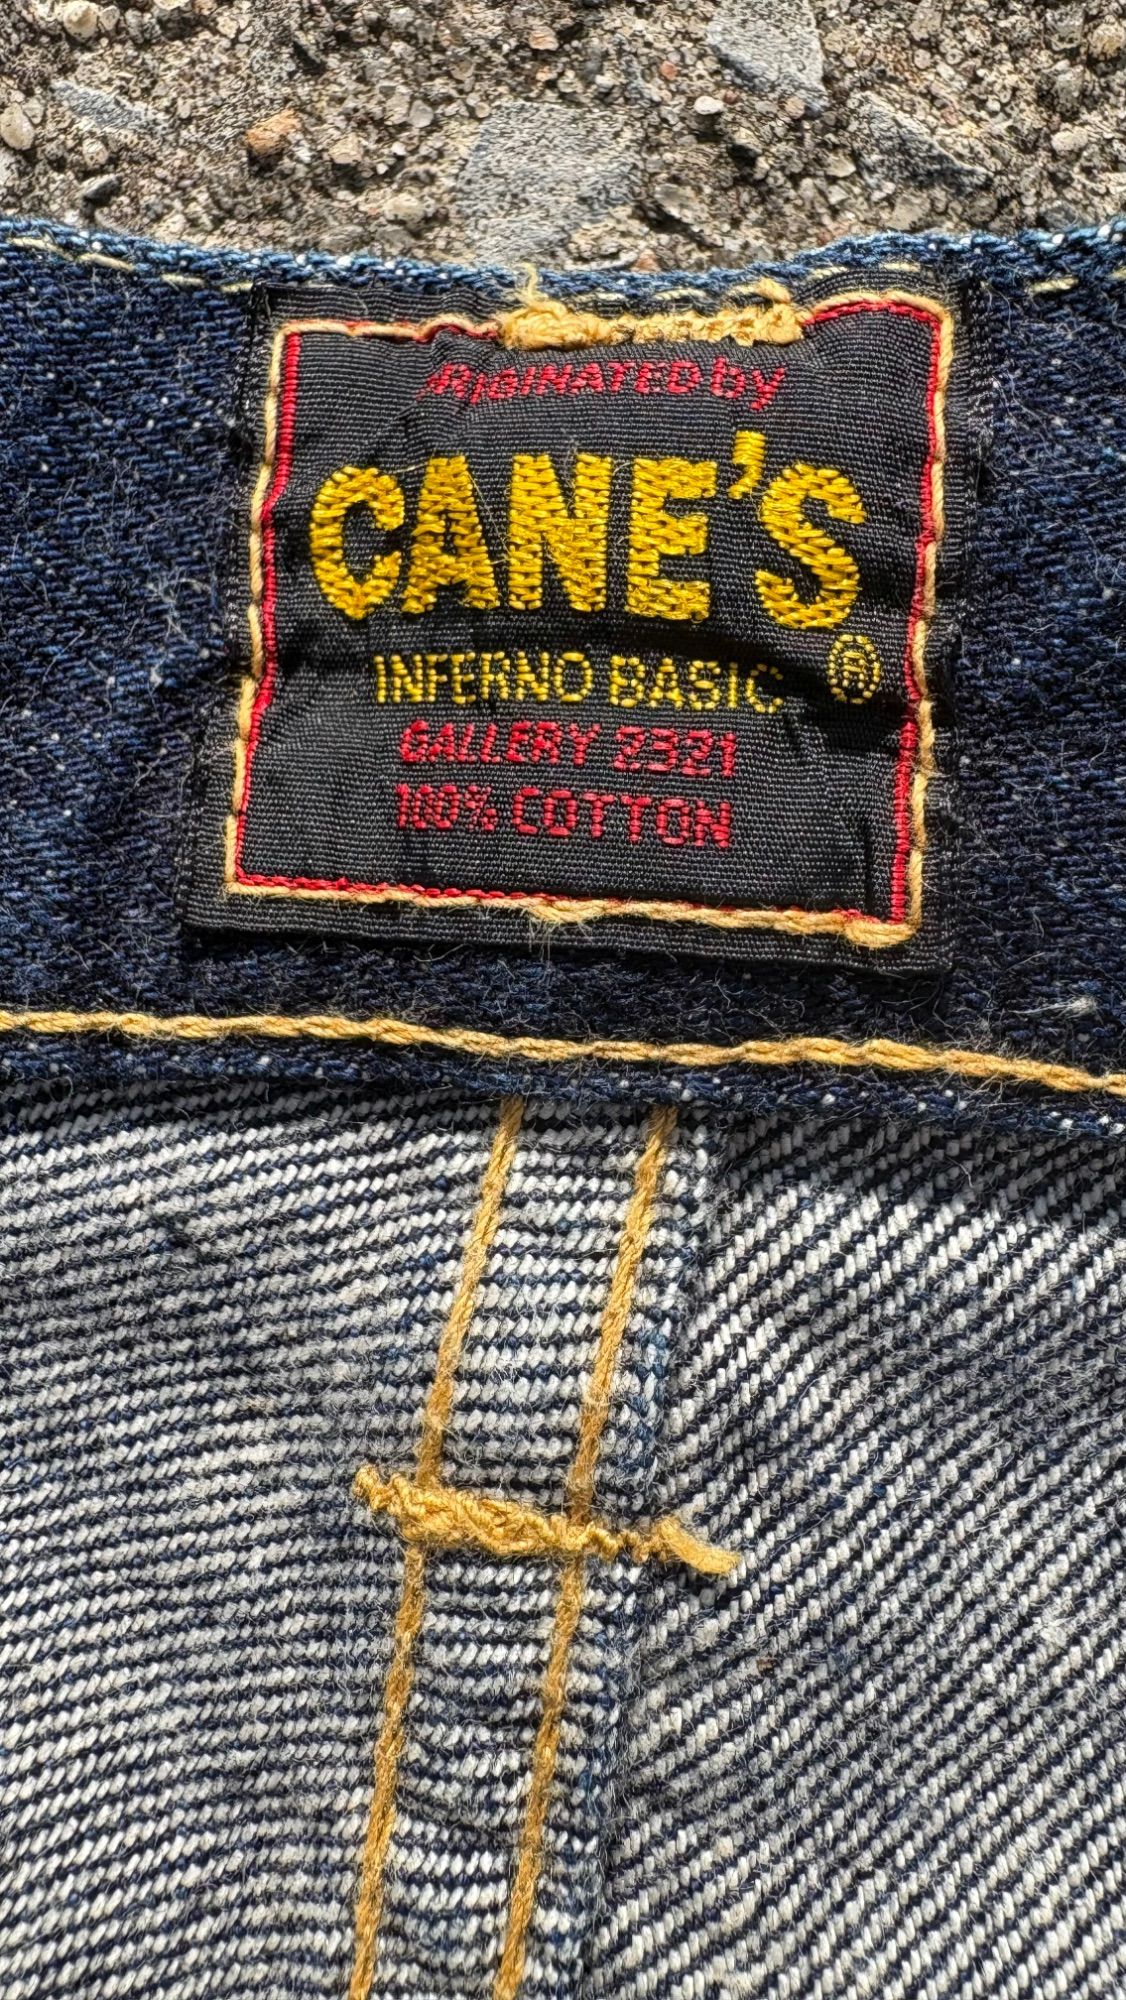 ORIGINATED by
CANE'S
INFERNO BASIC ®
GALLERY 2321
100% COTTON